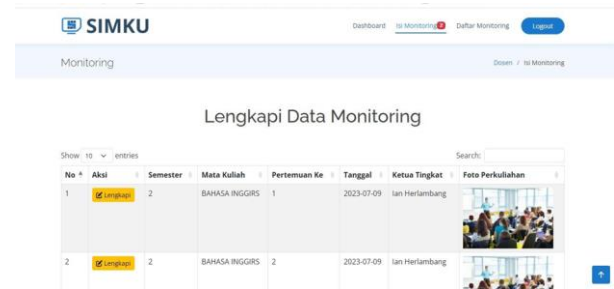 SIMKU
Dashboard Isi Monitoring 2 Daftar Monitoring Logout
Monitoring
Dosen / Isi Monitoring
Lengkapi Data Monitoring
Show 10 entries
Search:
No Aksi Semester Mata Kuliah Pertemuan Ke Tanggal Ketua Tingkat Foto Perkuliahan
1 Lengkapi 2 BAHASA INGGIRS 1 2023-07-09 Ian Herlambang
2 Lengkapi 2 BAHASA INGGIRS 2 2023-07-09 Ian Herlambang